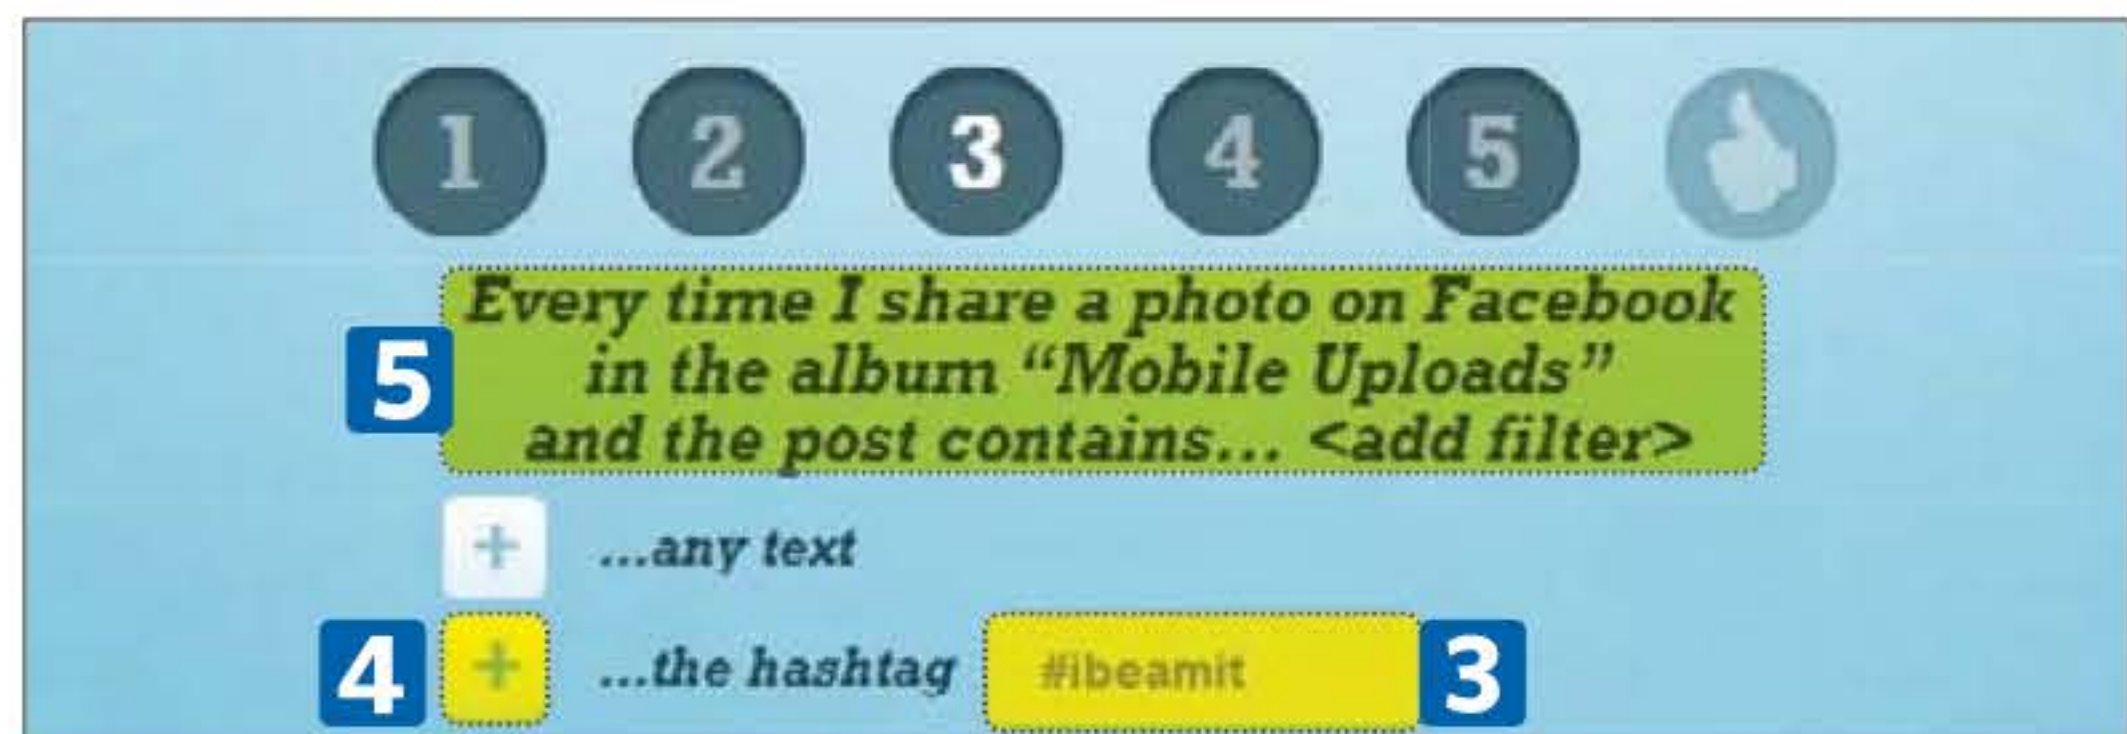 1 2 3 4 5
Every time I share a photo on Facebook
in the album “Mobile Uploads”
and the post contains... <add filter>
5
+ ...any text
4 + ...the hashtag #ibeamit 3